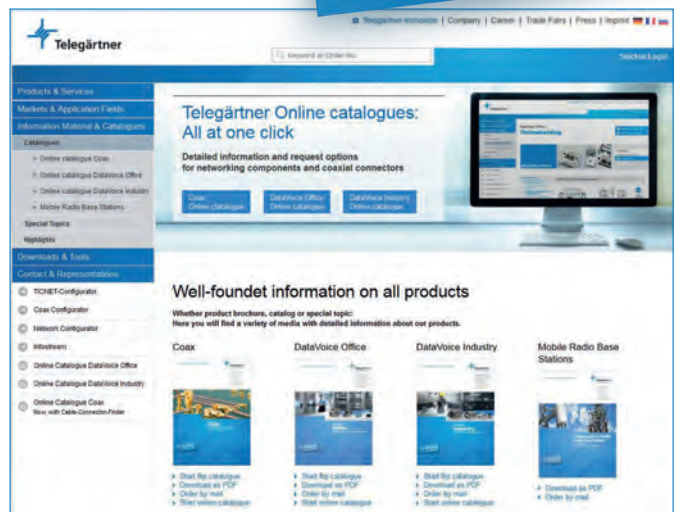 Telegärtner worldwide | Company | Career | Trade Fairs | Press | Imprint
Telegärtner
Keyword or Order No.
Stockist Login
Products & Services
Markets & Application Fields
Information Material & Catalogues
Catalogues
Online catalogue Coax
Online catalogue DataVoice Office
Online catalogue DataVoice Industry
Mobile Radio Base Stations
Special Topics
Highlights
Downloads & Tools
Contact & Representations
TICNET-Configurator
Coax Configurator
Network Configurator
Infostream
Online Catalogue DataVoice Office
Online Catalogue DataVoice Industry
Online Catalogue Coax
Now with Cable-Connector-Finder
Telegärtner Online catalogues:
All at one
click
Detailed information and request options
for networking components and coaxial connectors
Coax
Online catalogue
DataVoice Office
Online catalogue
DataVoice Industry
Online catalogue
Well-foundet information on all products
Whether product brochure, catalog or special topic:
Here you will find a variety of media with detailed information about our products.
Coax
Start flip catalogue
Download as PDF
Order by mail
Start online catalogue
DataVoice Office
Start flip catalogue
Download as PDF
Order by mail
Start online catalogue
DataVoice Industry
Start flip catalogue
Download as PDF
Order by mail
Start online catalogue
Mobile Radio Base
Stations
Download as PDF
Order by mail